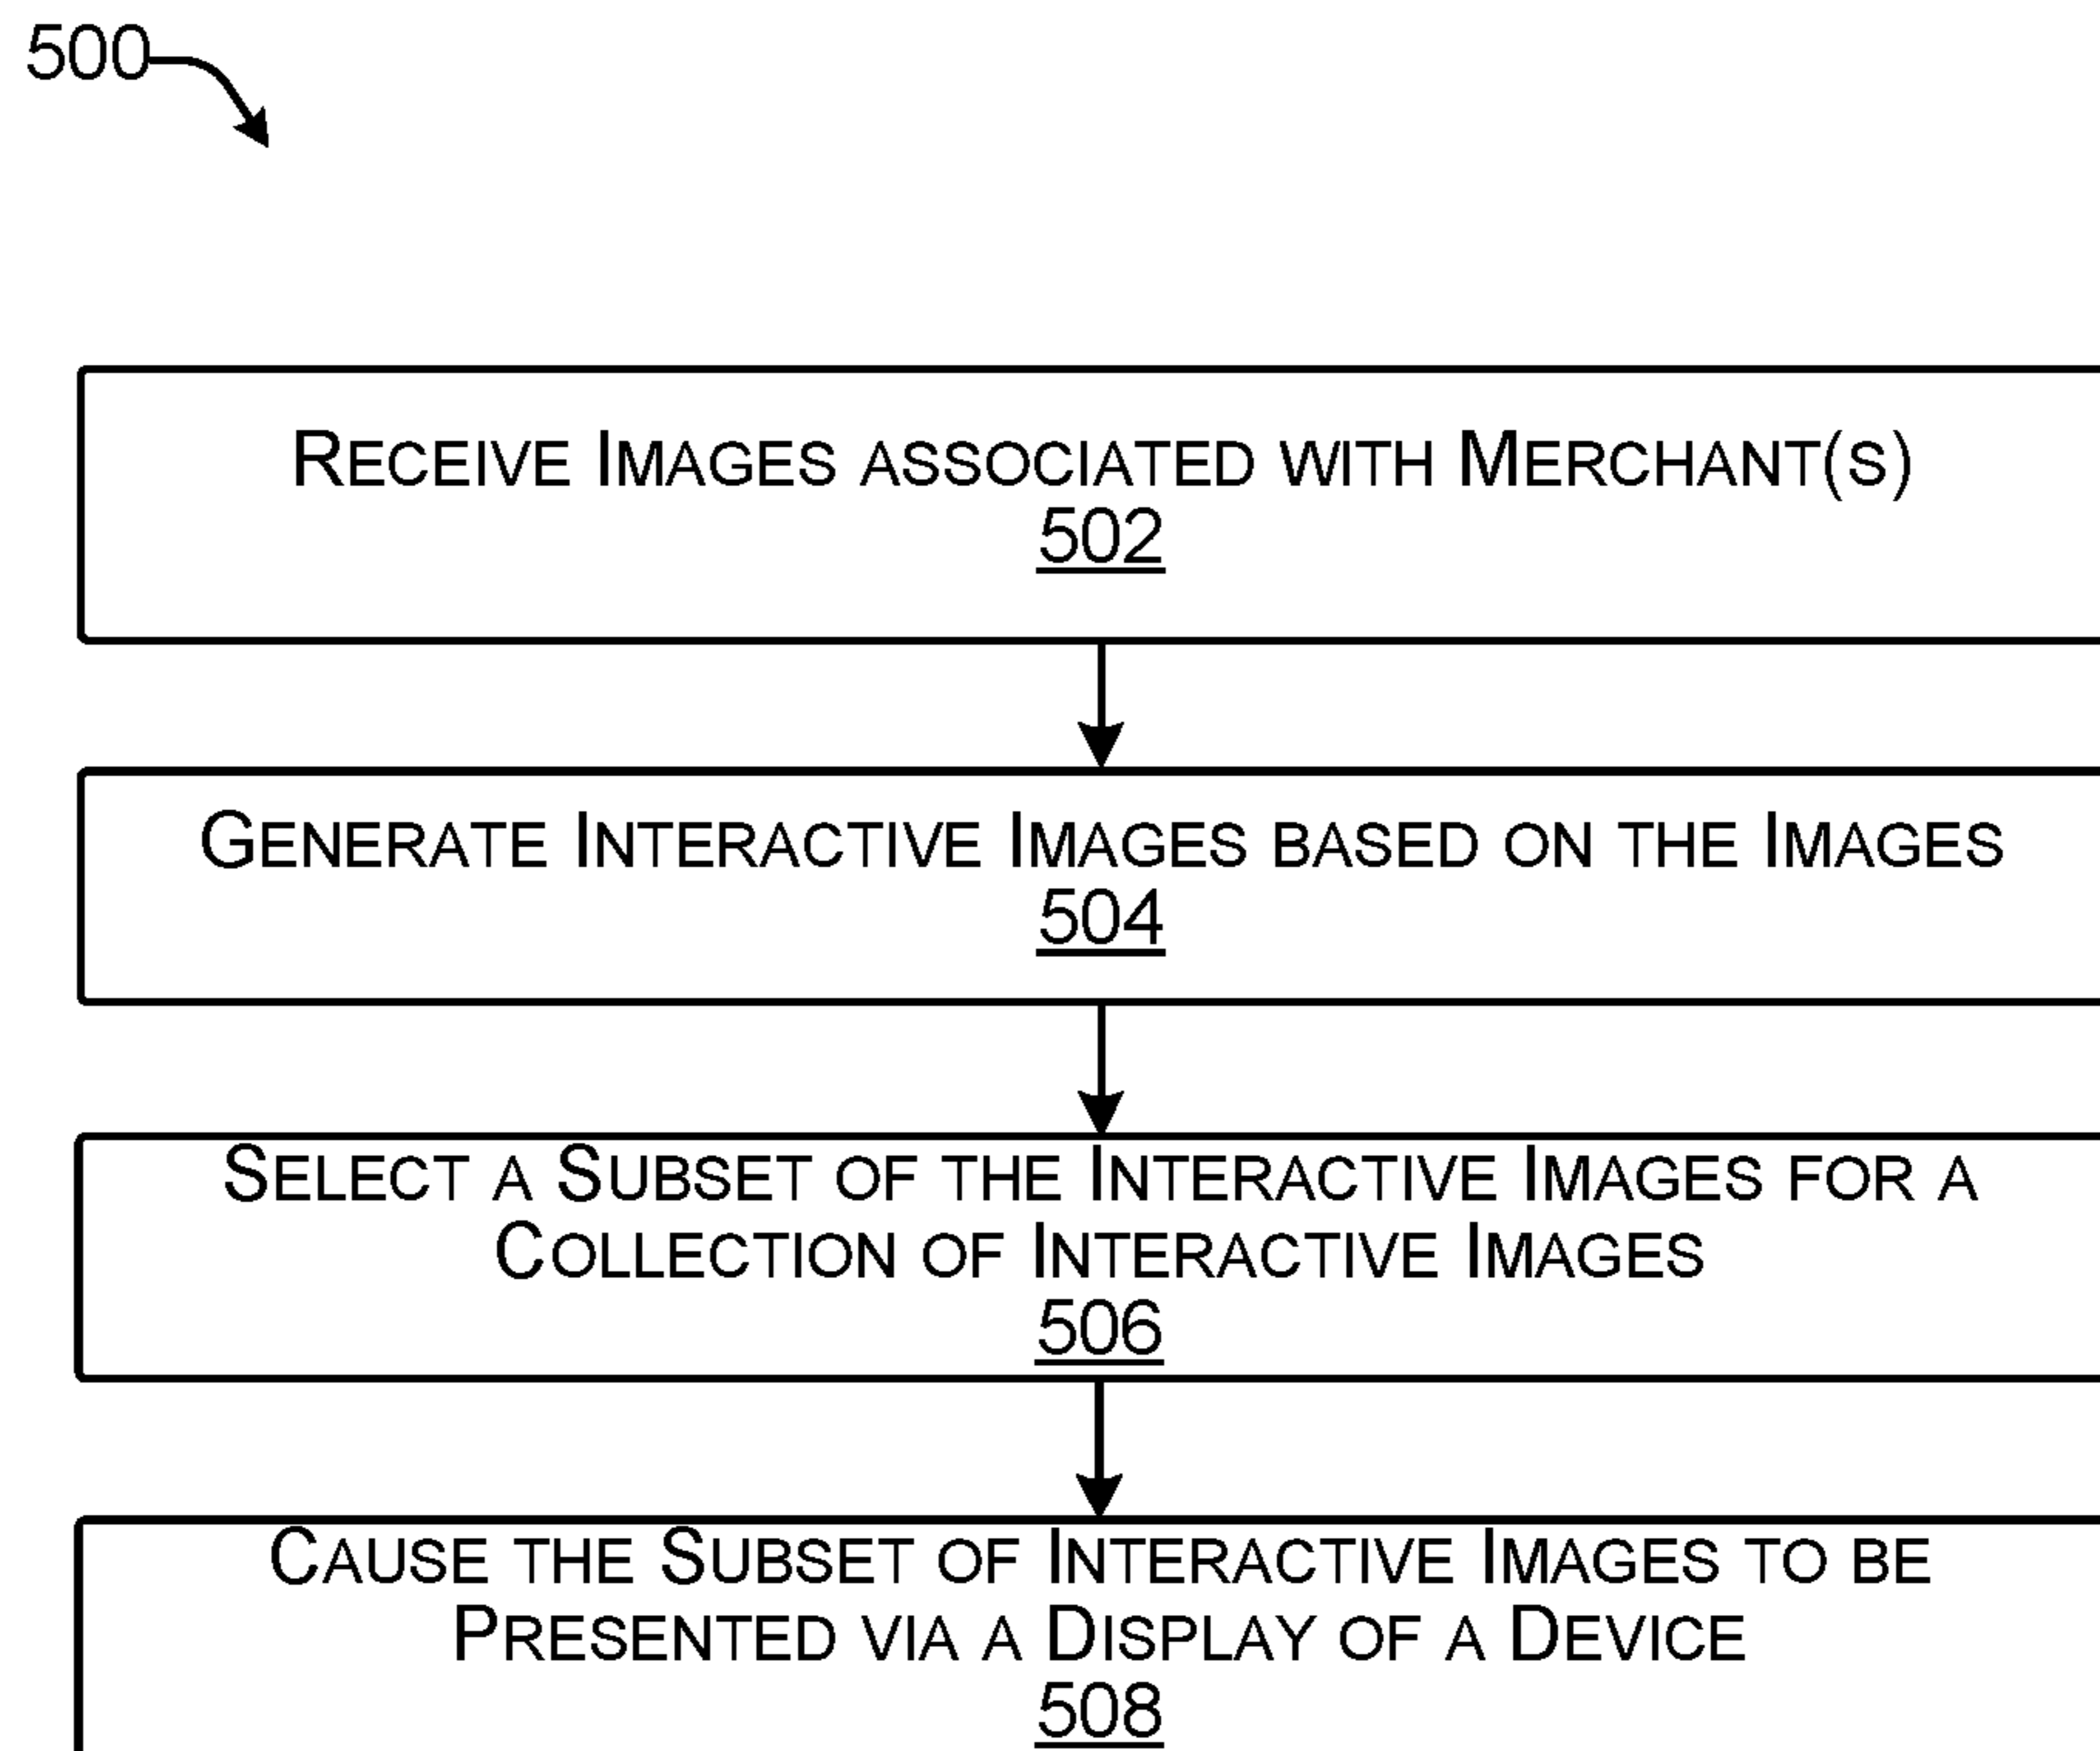 500
RECEIVE IMAGES ASSOCIATED WITH MERCHANT(S)
502
GENERATE INTERACTIVE IMAGES BASED ON THE IMAGES
504
SELECT A SUBSET OF THE INTERACTIVE IMAGES FOR A
COLLECTION OF INTERACTIVE IMAGES
506
CAUSE THE SUBSET OF INTERACTIVE IMAGES TO BE
PRESENTED VIA A DISPLAY OF A DEVICE
508